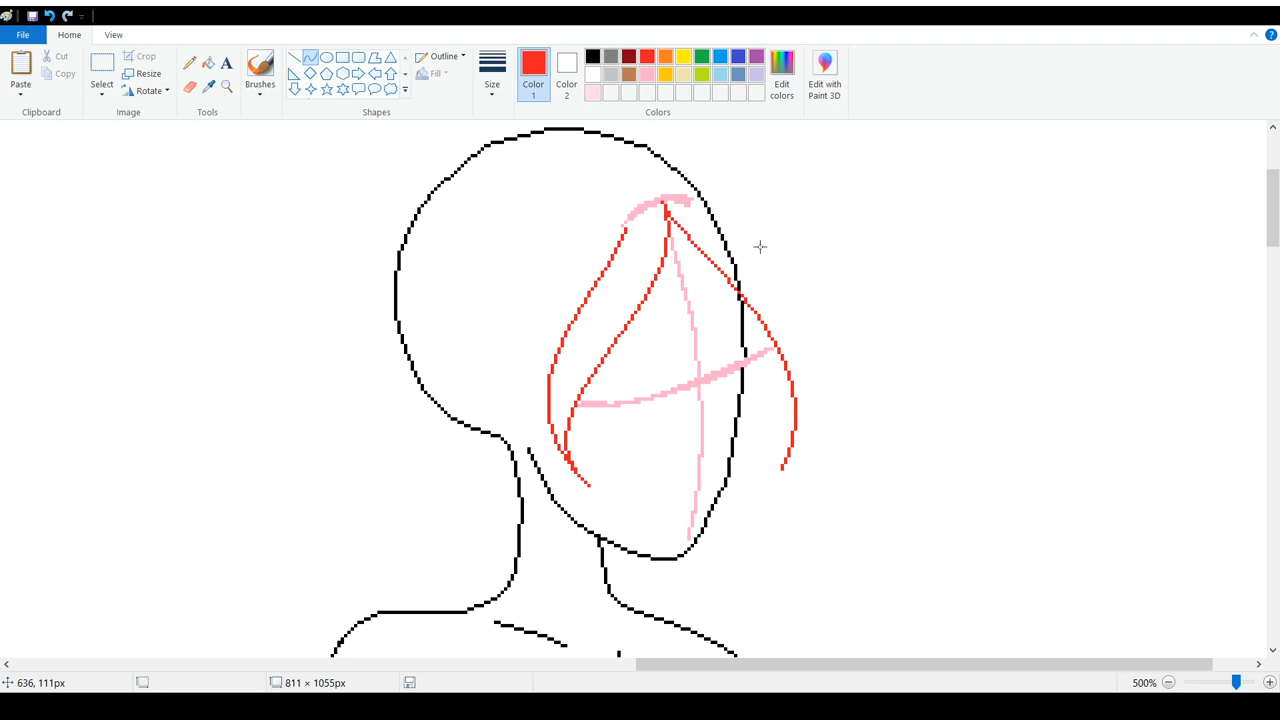 File Home View
Paste Cut Copy Clipboard
Select Crop Resize Rotate Image
A Tools
Brushes
Shapes Outline Fill
Size
Color 1 Color 2 Edit colors Colors
Edit with Paint 3D
636, 111px 811 × 1055px 500%